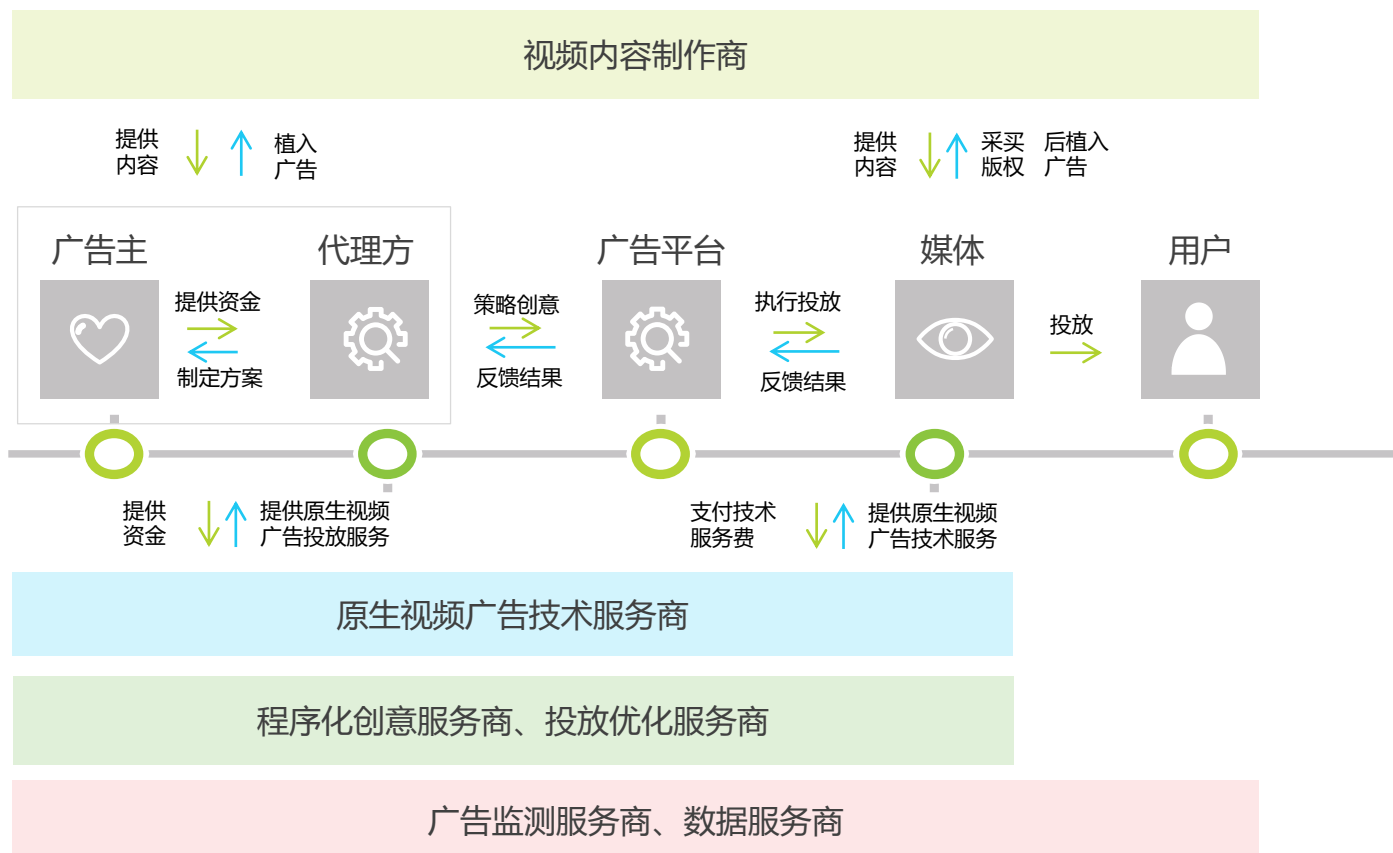 视频内容制作商
提供
内容
植入
广告
提供
内容
采买
版权
后植入
广告
广告主
代理方
广告平台
媒体
用户
提供资金
制定方案
策略创意
反馈结果
执行投放
反馈结果
投放
提供
资金
提供原生视频
广告投放服务
支付技术
服务费
提供原生视频
广告技术服务
原生视频广告技术服务商
程序化创意服务商、投放优化服务商
广告监测服务商、数据服务商